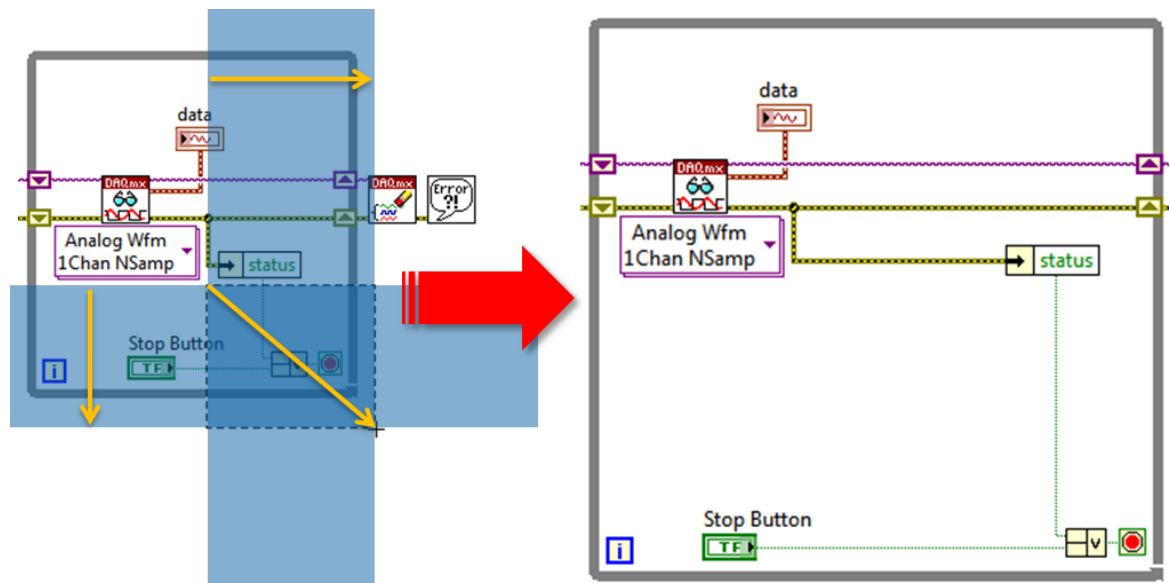 data
DAQmx
DAQmx
Error
?!
Analog Wfm
1Chan NSamp
status
Stop Button
TF
i
v
data
DAQmx
Analog Wfm
1Chan NSamp
status
Stop Button
TF
i
v